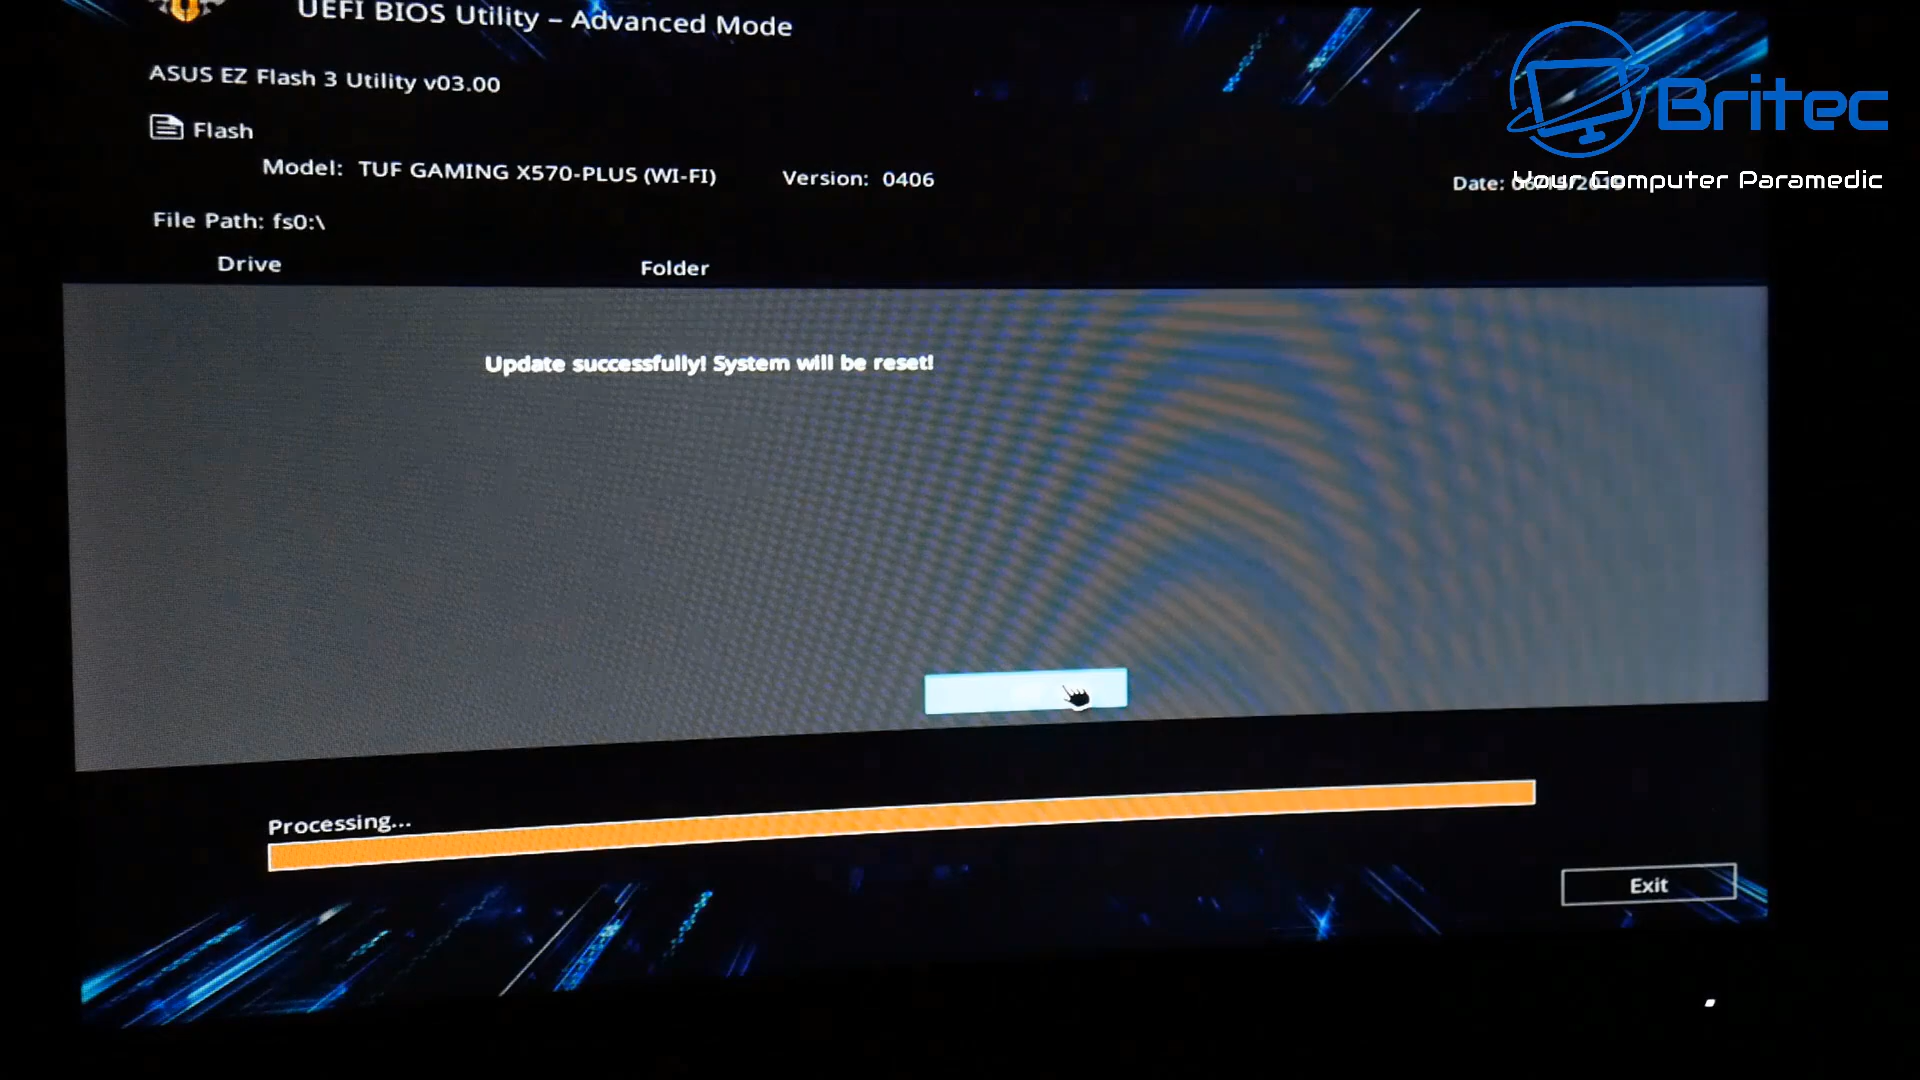 UEFI BIOS Utility – Advanced Mode
ASUS EZ Flash 3 Utility v03.00
Flash
Model: TUF GAMING X570-PLUS (WI-FI) Version: 0406 Date:
File Path: fs0:\
Drive Folder
Update successfully! System will be reset!
Processing...
Exit
Britec
Your Computer Paramedic